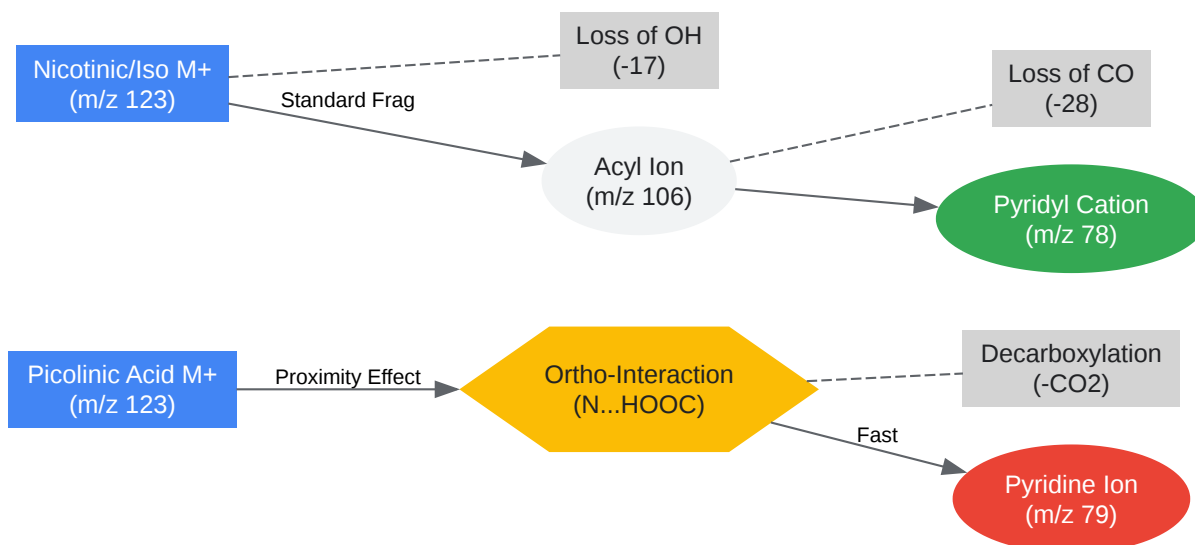 Nicotinic/Iso M+
(m/z 123)
Standard Frag
Loss of OH
(-17)
Acyl Ion
(m/z 106)
Loss of CO
(-28)
Pyridyl Cation
(m/z 78)
Picolinic Acid M+
(m/z 123)
Proximity Effect
Ortho-Interaction
(N...HOOC)
Decarboxylation
(-CO2)
Fast
Pyridine Ion
(m/z 79)